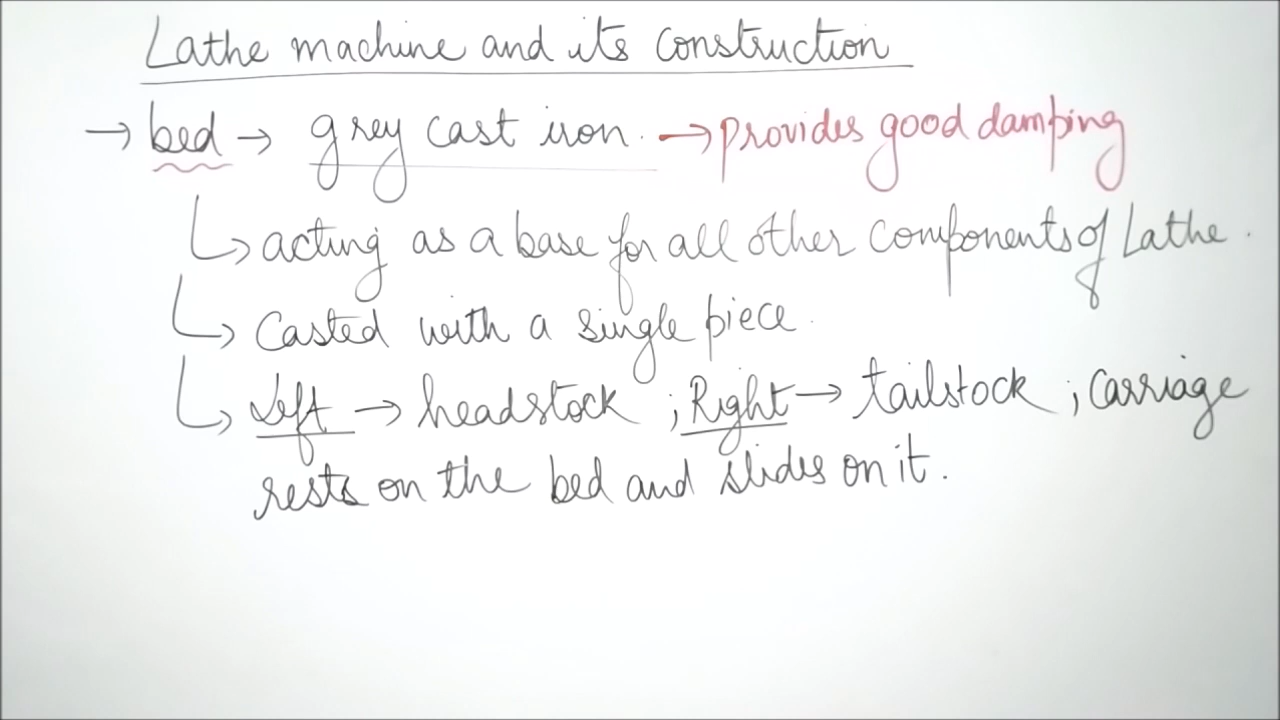 Lathe machine and its construction
→ bed → grey cast iron. → provides good damping
↳ acting as a base for all other components of Lathe.
↳ Casted with a single piece.
↳ Left → headstock ; Right → tailstock ; Carriage
rests on the bed and slides on it.